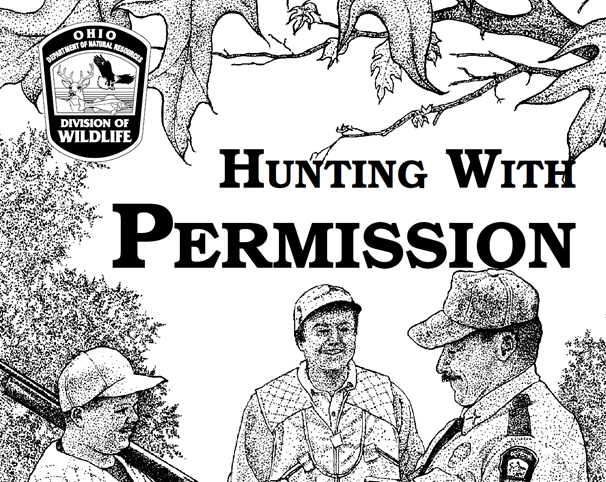 OHIO
DEPARTMENT OF NATURAL RESOURCES
DIVISION OF
WILDLIFE
HUNTING WITH
PERMISSION